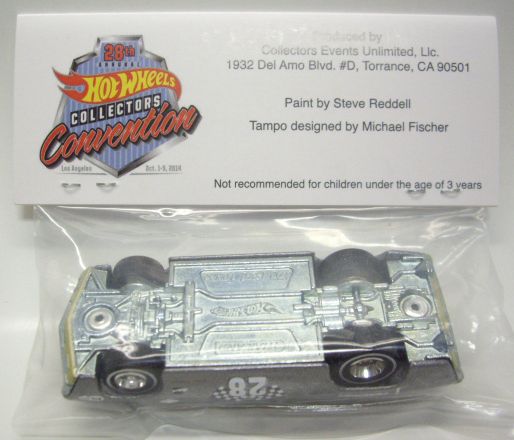 28TH
ANNUAL
HOT WHEELS
COLLECTORS
Convention
Los Angeles
Oct. 1-5, 2014
Produced by
Collectors Events Unlimited, Llc.
1932 Del Amo Blvd. #D, Torrance, CA 90501
Paint by Steve Reddell
Tampo designed by Michael Fischer
Not recommended for children under the age of 3 years
HOT WHEELS
28